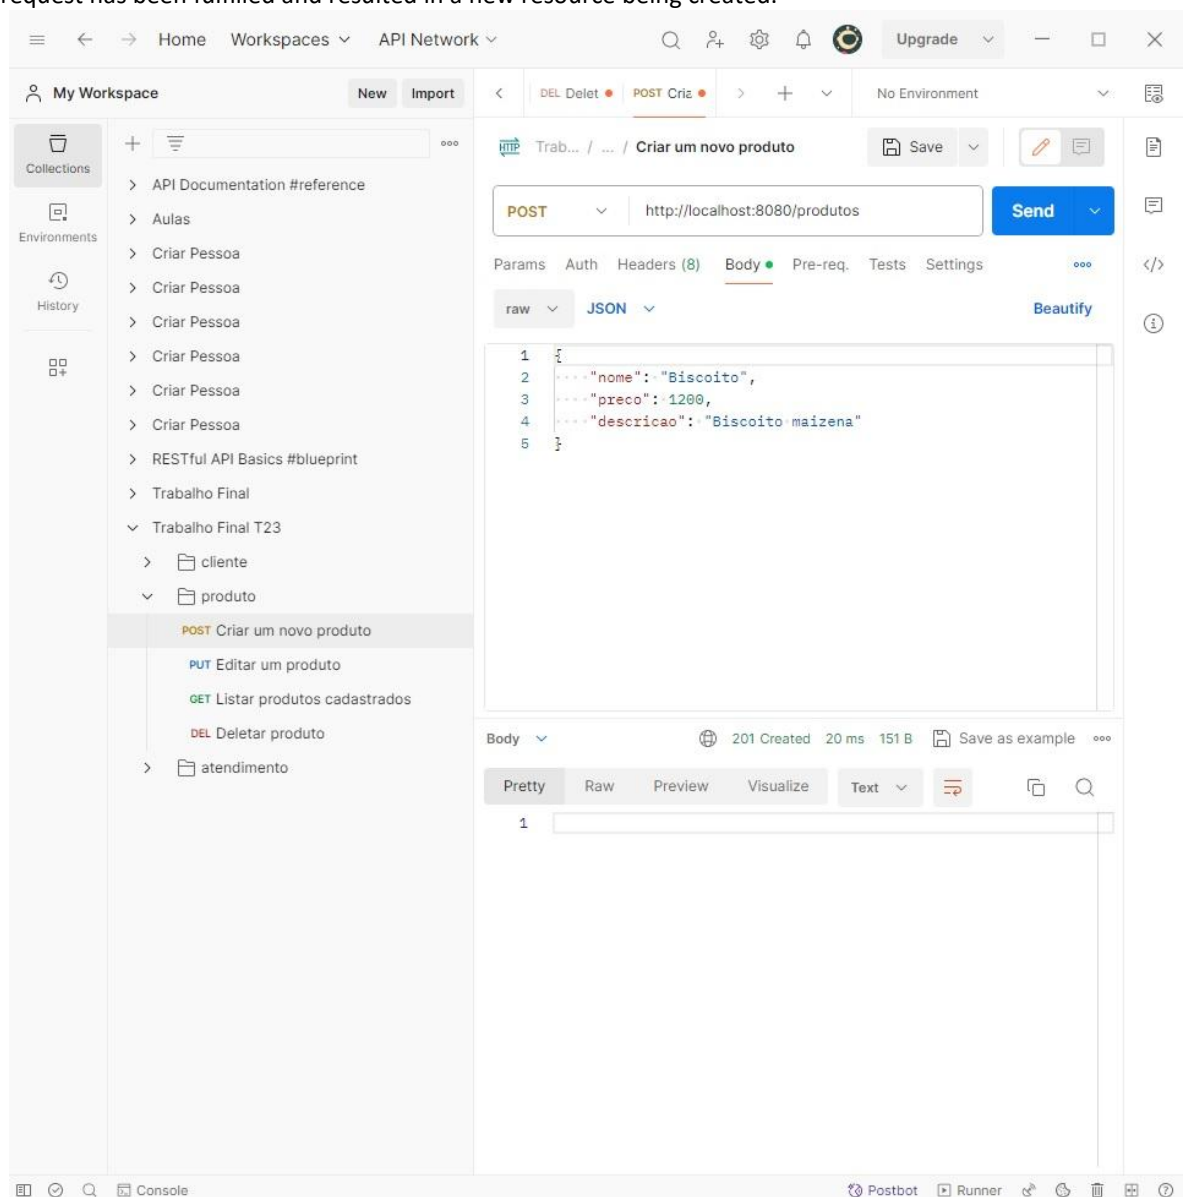 request has been fulfilled and resulted in a new resource being created.
Home Workspaces API Network Upgrade
My Workspace New Import DEL Delet POST Cria No Environment
Collections
Environments
History
API Documentation #reference
Aulas
Criar Pessoa
Criar Pessoa
Criar Pessoa
Criar Pessoa
Criar Pessoa
Criar Pessoa
RESTful API Basics #blueprint
Trabalho Final
Trabalho Final T23
cliente
produto
POST Criar um novo produto
PUT Editar um produto
GET Listar produtos cadastrados
DEL Deletar produto
atendimento
HTTP Trab... / ... / Criar um novo produto Save
POST http://localhost:8080/produtos Send
Params Auth Headers (8) Body Pre-req. Tests Settings
raw JSON Beautify
1 {
2 "nome": "Biscoito",
3 "preco": 1200,
4 "descricao": "Biscoito maizena"
5 }
Body 201 Created 20 ms 151 B Save as example
Pretty Raw Preview Visualize Text
1
Console Postbot Runner